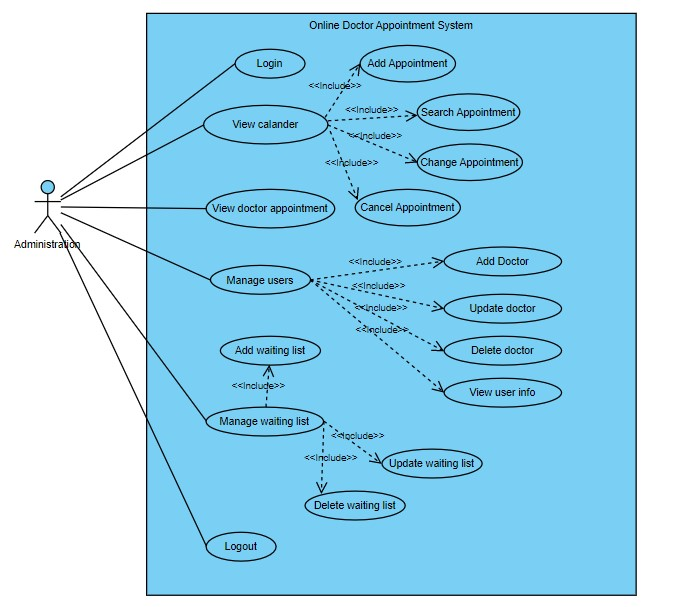 Online Doctor Appointment System
Login
Add Appointment
<<Include>>
Search Appointment
<<Include>>
View calander
<<Include>>
Change Appointment
<<Include>>
View doctor appointment
Cancel Appointment
Administration
Add Doctor
<<Include>>
Manage users
<<Include>>
Update doctor
<<Include>>
<<Include>>
Add waiting list
Delete doctor
<<Include>>
View user info
Manage waiting list
<<Include>>
<<Include>>
Update waiting list
Delete waiting list
Logout